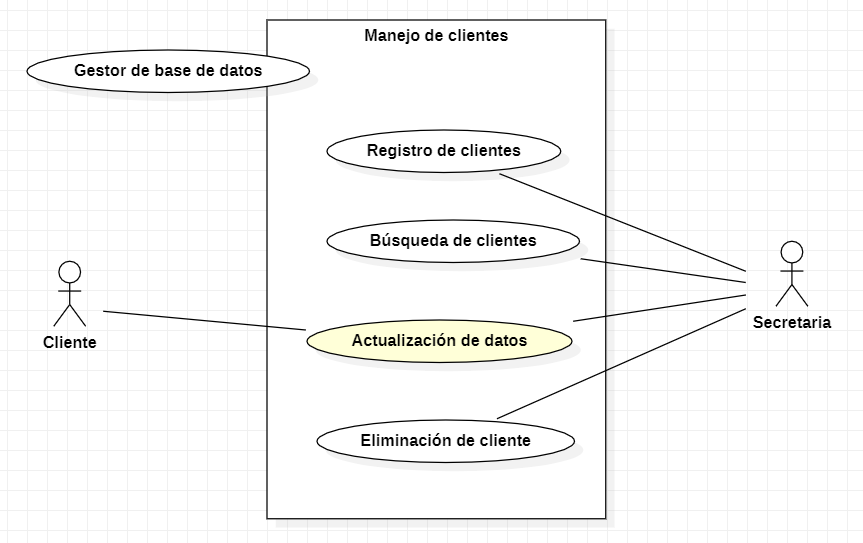 Manejo de clientes
Gestor de base de datos
Registro de clientes
Búsqueda de clientes
Cliente
Secretaria
Actualización de datos
Eliminación de cliente